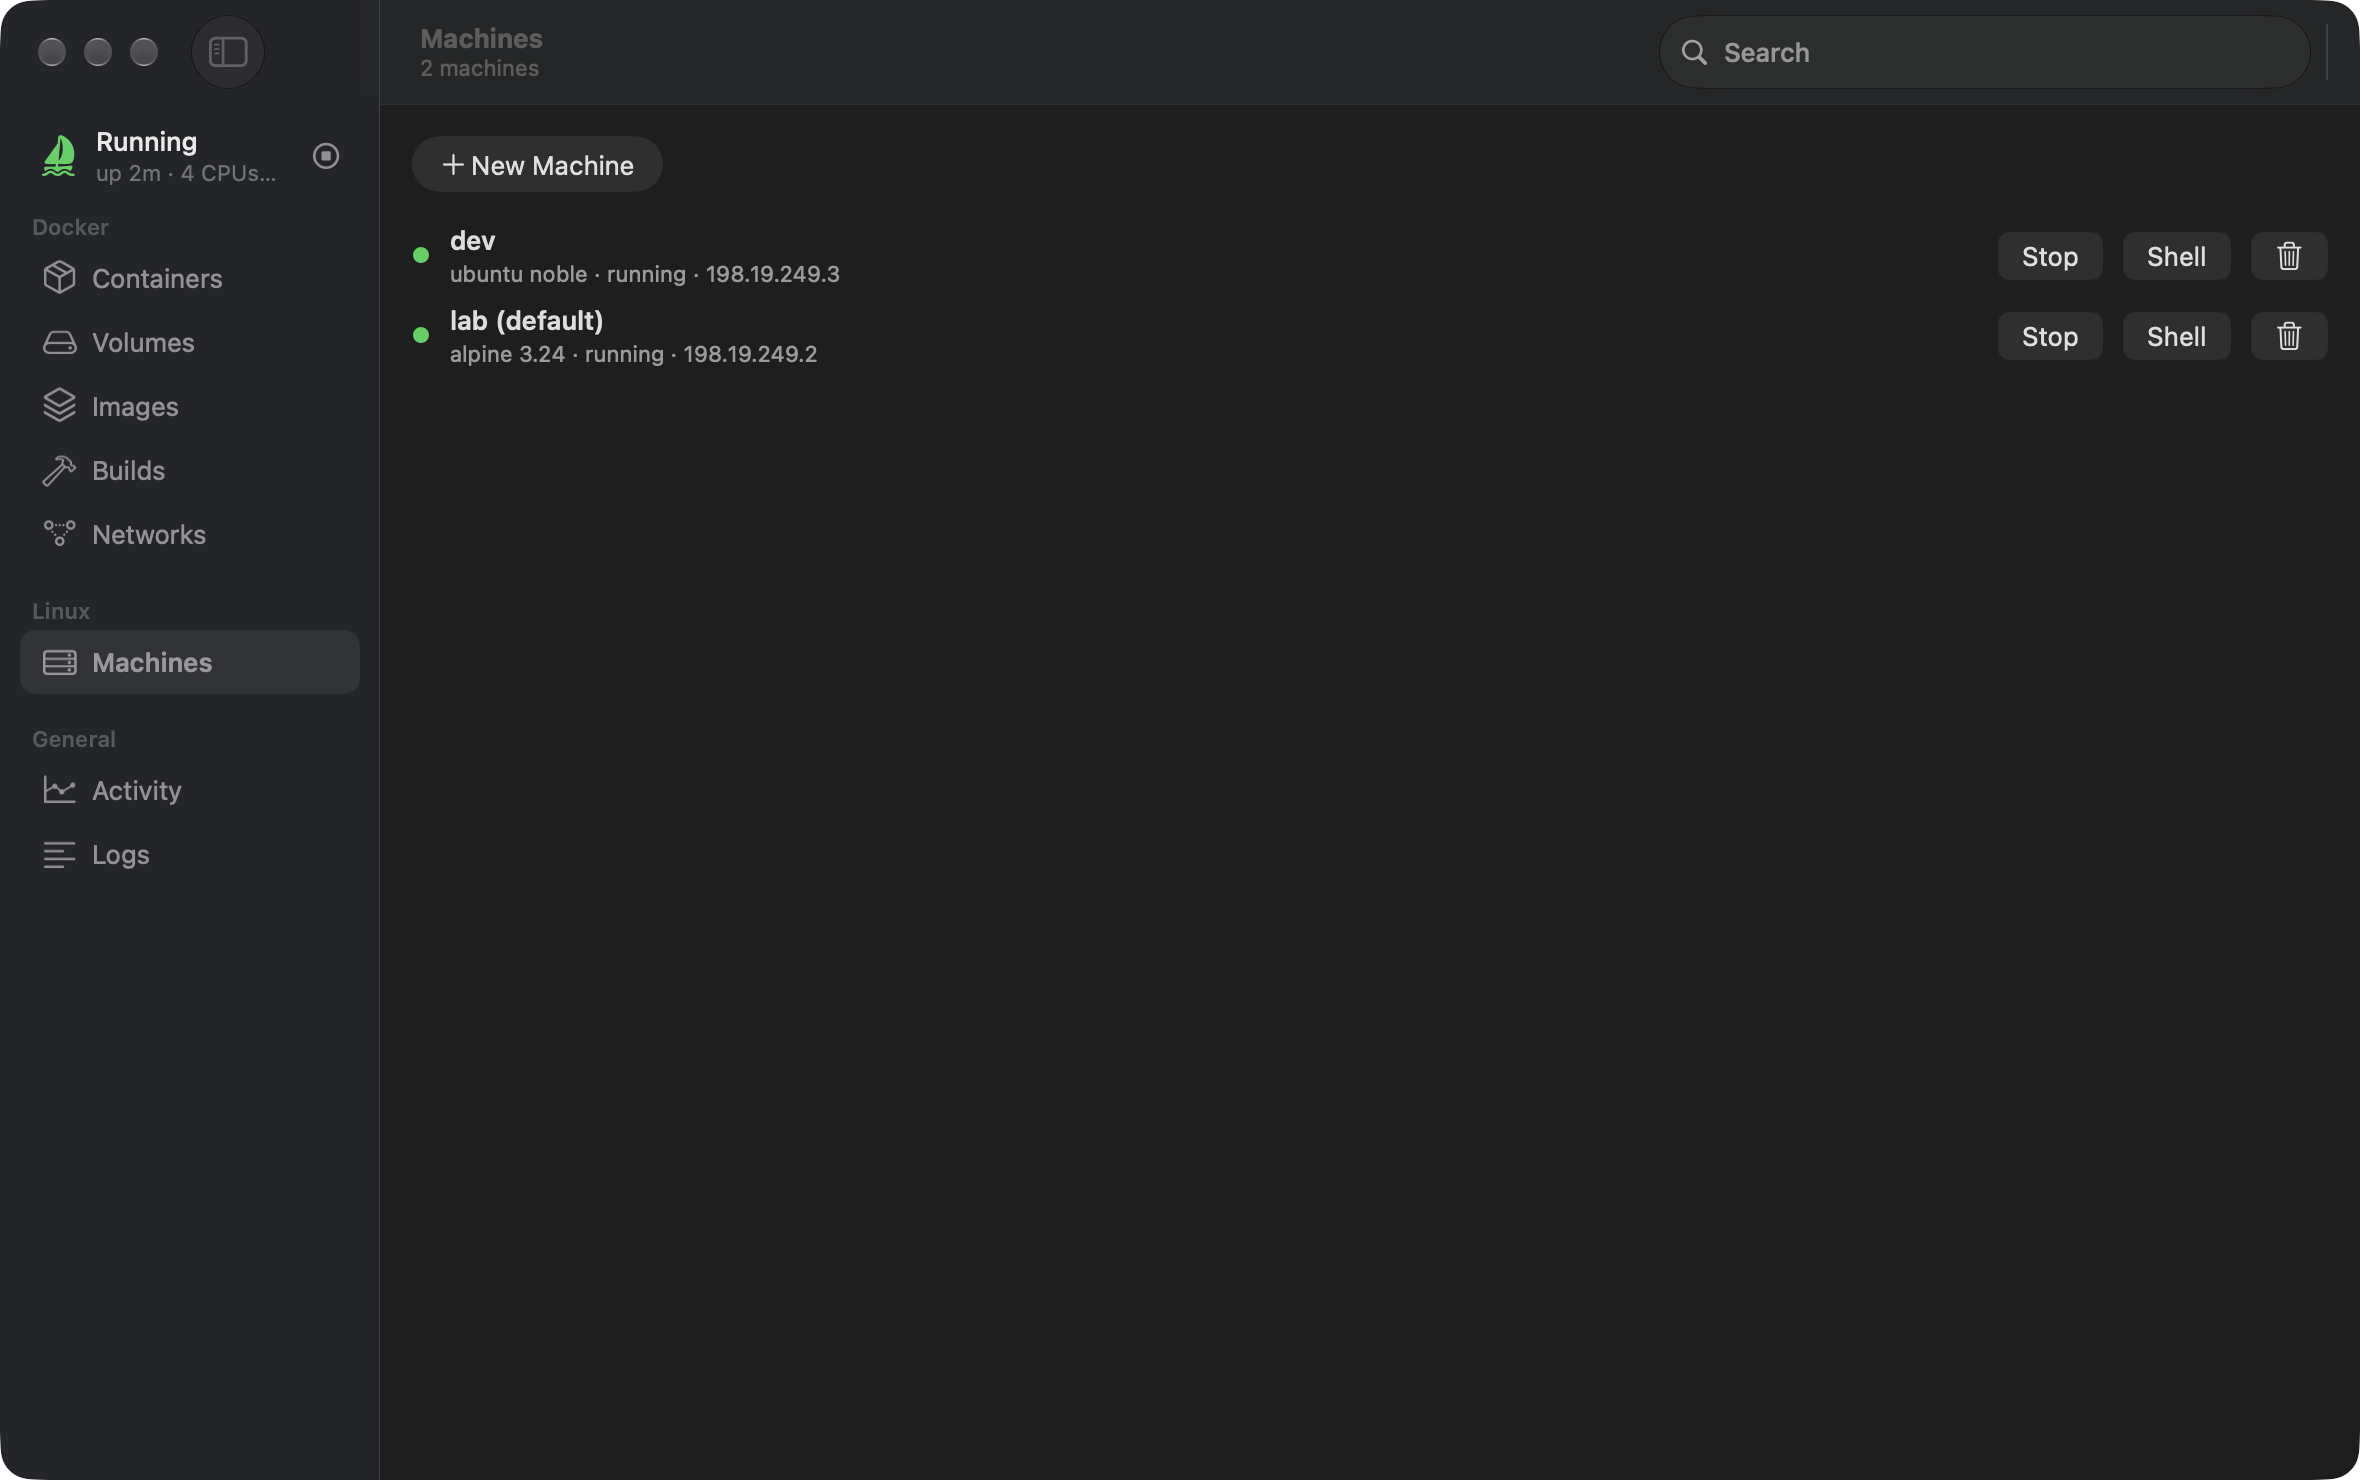 Machines
2 machines
Search
Running
up 2m · 4 CPUs...
Docker
Containers
Volumes
Images
Builds
Networks
Linux
Machines
General
Activity
Logs
New Machine
dev
ubuntu noble · running · 198.19.249.3
Stop
Shell
lab (default)
alpine 3.24 · running · 198.19.249.2
Stop
Shell